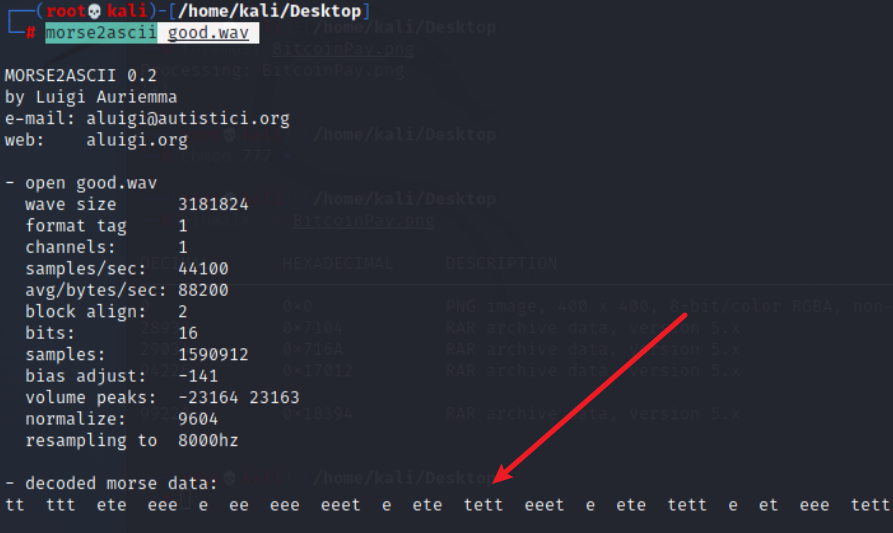 ┌──(root💀kali)-[/home/kali/Desktop]
└─# morse2ascii good.wav
MORSE2ASCII 0.2
by Luigi Auriemma
e-mail: aluigi@autistici.org
web:    aluigi.org
- open good.wav
  wave size      3181824
  format tag     1
  channels:      1
  samples/sec:   44100
  avg/bytes/sec: 88200
  block align:   2
  bits:          16
  samples:       1590912
  bias adjust:   -141
  volume peaks:  -23164 23163
  normalize:     9604
  resampling to  8000hz
- decoded morse data:
tt  ttt  ete  eee  e  ee  eee  eeet  e  ete  tett  eeet  e  ete  tett  e  et  eee  tett